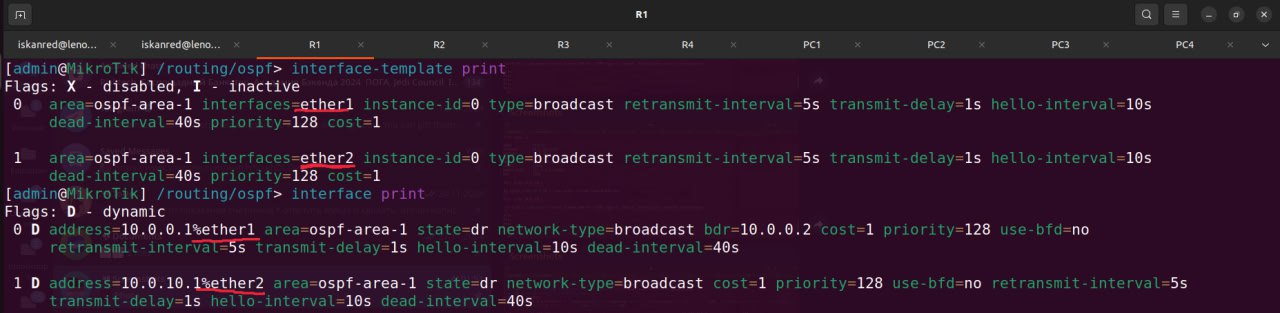 R1
iskanred@leno...
iskanred@leno...
R1
R2
R3
R4
PC1
PC2
PC3
PC4
[admin@MikroTik] /routing/ospf> interface-template print
Flags: X - disabled, I - inactive
0 area=ospf-area-1 interfaces=ether1 instance-id=0 type=broadcast retransmit-interval=5s transmit-delay=1s hello-interval=10s
dead-interval=40s priority=128 cost=1
1 area=ospf-area-1 interfaces=ether2 instance-id=0 type=broadcast retransmit-interval=5s transmit-delay=1s hello-interval=10s
dead-interval=40s priority=128 cost=1
[admin@MikroTik] /routing/ospf> interface print
Flags: D - dynamic
0 D address=10.0.0.1%ether1 area=ospf-area-1 state=dr network-type=broadcast bdr=10.0.0.2 cost=1 priority=128 use-bfd=no
retransmit-interval=5s transmit-delay=1s hello-interval=10s dead-interval=40s
1 D address=10.0.10.1%ether2 area=ospf-area-1 state=dr network-type=broadcast cost=1 priority=128 use-bfd=no retransmit-interval=5s
transmit-delay=1s hello-interval=10s dead-interval=40s